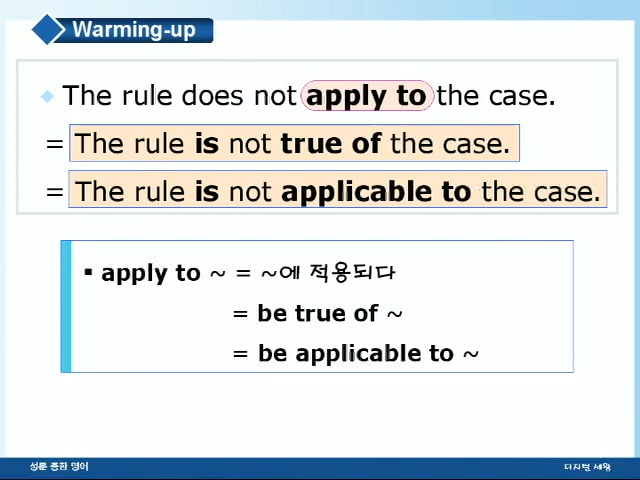 Warming-up
The rule does not apply to the case.
= The rule is not true of the case.
= The rule is not applicable to the case.
▪ apply to ~ = ~에 적용되다
= be true of ~
= be applicable to ~
성문 종합 영어
디지털 세상